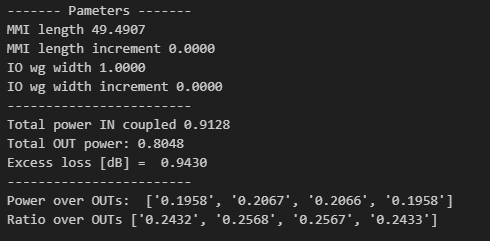 ------- Pameters -------
MMI length 49.4907
MMI length increment 0.0000
IO wg width 1.0000
IO wg width increment 0.0000
------------------------
Total power IN coupled 0.9128
Total OUT power: 0.8048
Excess loss [dB] =  0.9430
------------------------
Power over OUTs:  ['0.1958', '0.2067', '0.2066', '0.1958']
Ratio over OUTs ['0.2432', '0.2568', '0.2567', '0.2433']